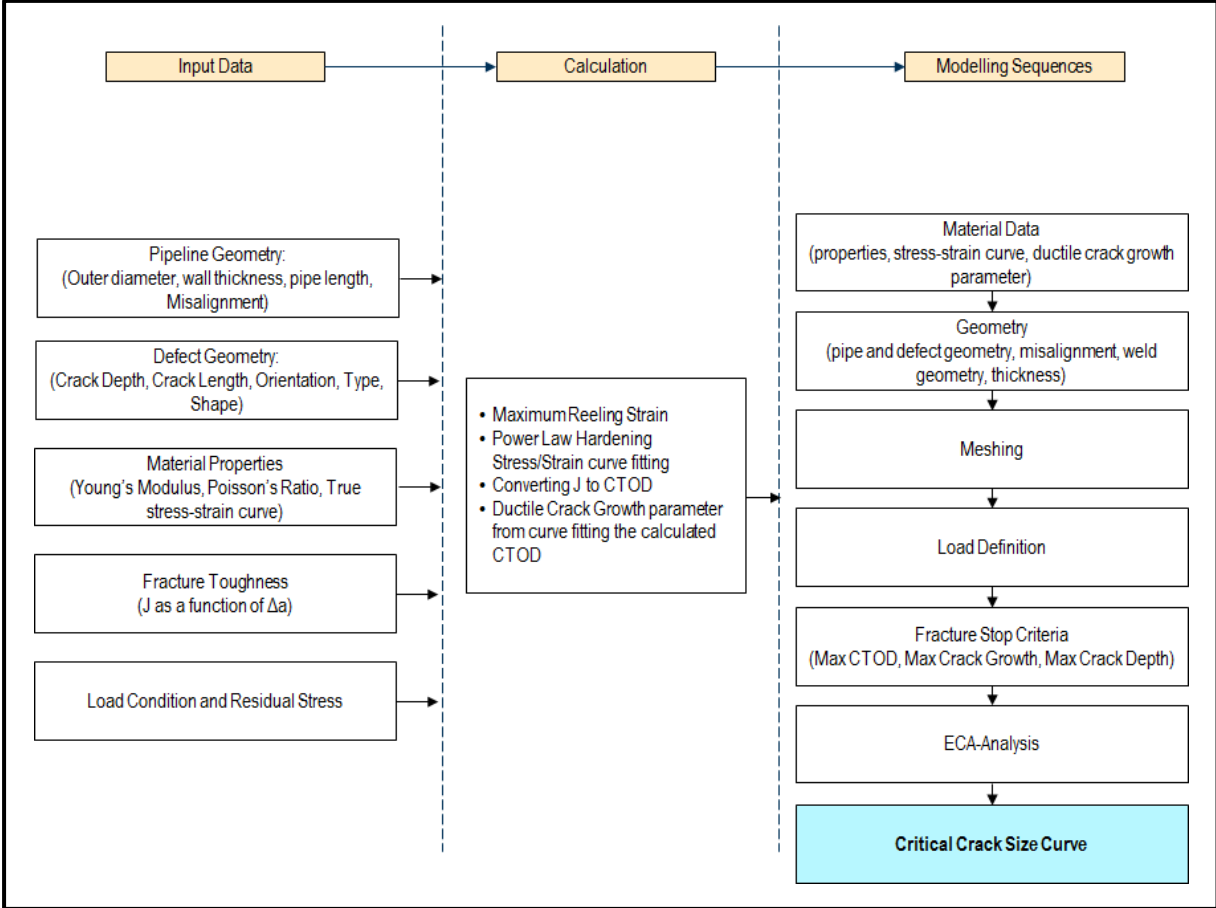 Input Data
Calculation
Modelling Sequences
Pipeline Geometry:
(Outer diameter, wall thickness, pipe length,
Misalignment)
Defect Geometry:
(Crack Depth, Crack Length, Orientation, Type,
Shape)
Material Properties
(Young's Modulus, Poisson's Ratio, True
stress-strain curve)
Fracture Toughness
(J as a function of Δa)
Load Condition and Residual Stress
• Maximum Reeling Strain
• Power Law Hardening
Stress/Strain curve fitting
• Converting J to CTOD
• Ductile Crack Growth parameter
from curve fitting the calculated
CTOD
Material Data
(properties, stress-strain curve, ductile crack growth
parameter)
Geometry
(pipe and defect geometry, misalignment, weld
geometry, thickness)
Meshing
Load Definition
Fracture Stop Criteria
(Max CTOD, Max Crack Growth, Max Crack Depth)
ECA-Analysis
Critical Crack Size Curve